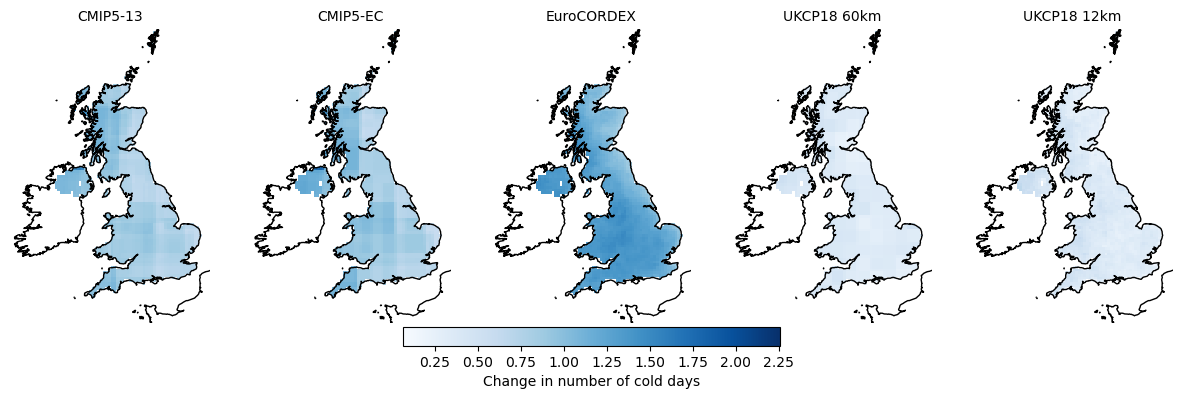 CMIP5-13
CMIP5-EC
EuroCORDEX
UKCP18 60km
UKCP18 12km
0.25 0.50 0.75 1.00 1.25 1.50 1.75 2.00 2.25
Change in number of cold days